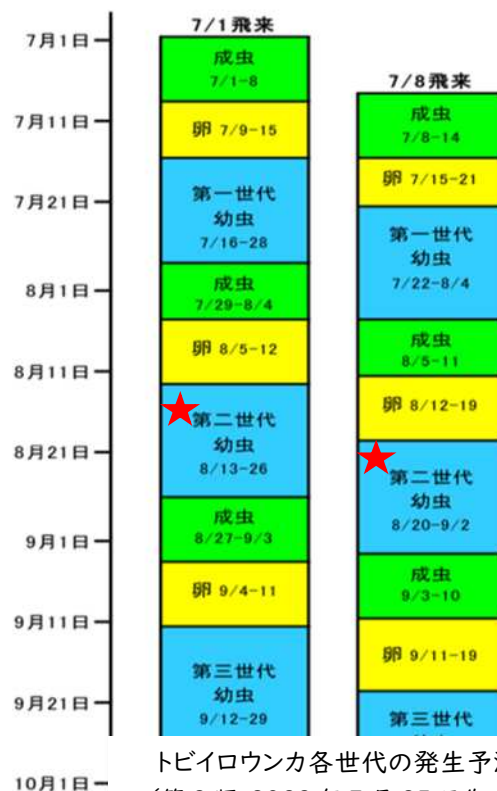 7月1日
7月11日
7月21日
8月1日
8月11日
8月21日
9月1日
9月11日
9月21日
10月1日
7/1飛来
成虫
7/1-8
卵 7/9-15
第一世代
幼虫
7/16-28
成虫
7/29-8/4
卵 8/5-12
第二世代
幼虫
8/13-26
成虫
8/27-9/3
卵 9/4-11
第三世代
幼虫
9/12-29
7/8飛来
成虫
7/8-14
卵 7/15-21
第一世代
幼虫
7/22-8/4
成虫
8/5-11
卵 8/12-19
第二世代
幼虫
8/20-9/2
成虫
9/3-10
卵 9/11-19
第三世代
トビイロウンカ各世代の発生予